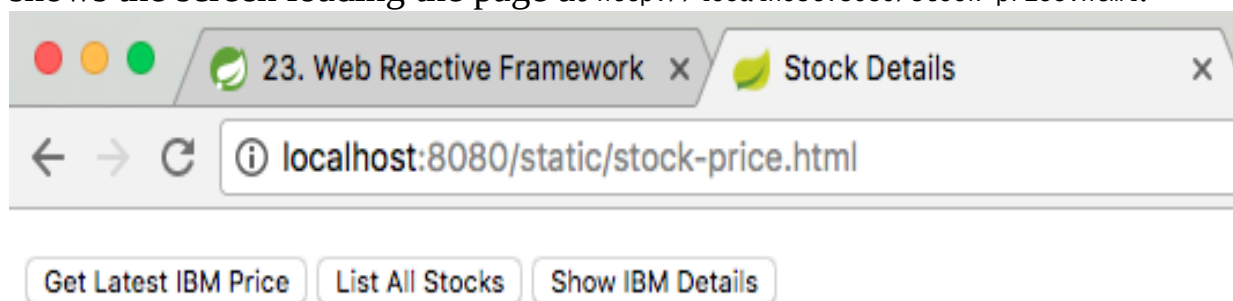 23. Web Reactive Framework × Stock Details ×
localhost:8080/static/stock-price.html
Get Latest IBM Price List All Stocks Show IBM Details